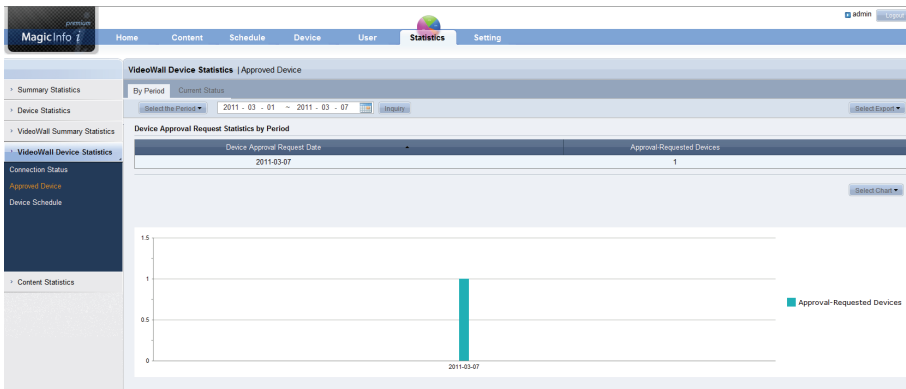 admin Logout
premium
MagicInfo i
Home Content Schedule Device User Statistics Setting
VideoWall Device Statistics | Approved Device
Summary Statistics
Device Statistics
VideoWall Summary Statistics
VideoWall Device Statistics
Connection Status
Approved Device
Device Schedule
Content Statistics
By Period Current Status
Select the Period 2011 - 03 - 01 ~ 2011 - 03 - 07 Inquiry Select Export
Device Approval Request Statistics by Period
Device Approval Request Date Approval-Requested Devices
2011-03-07 1
Select Chart
1.5
1
0.5
0
2011-03-07
Approval-Requested Devices